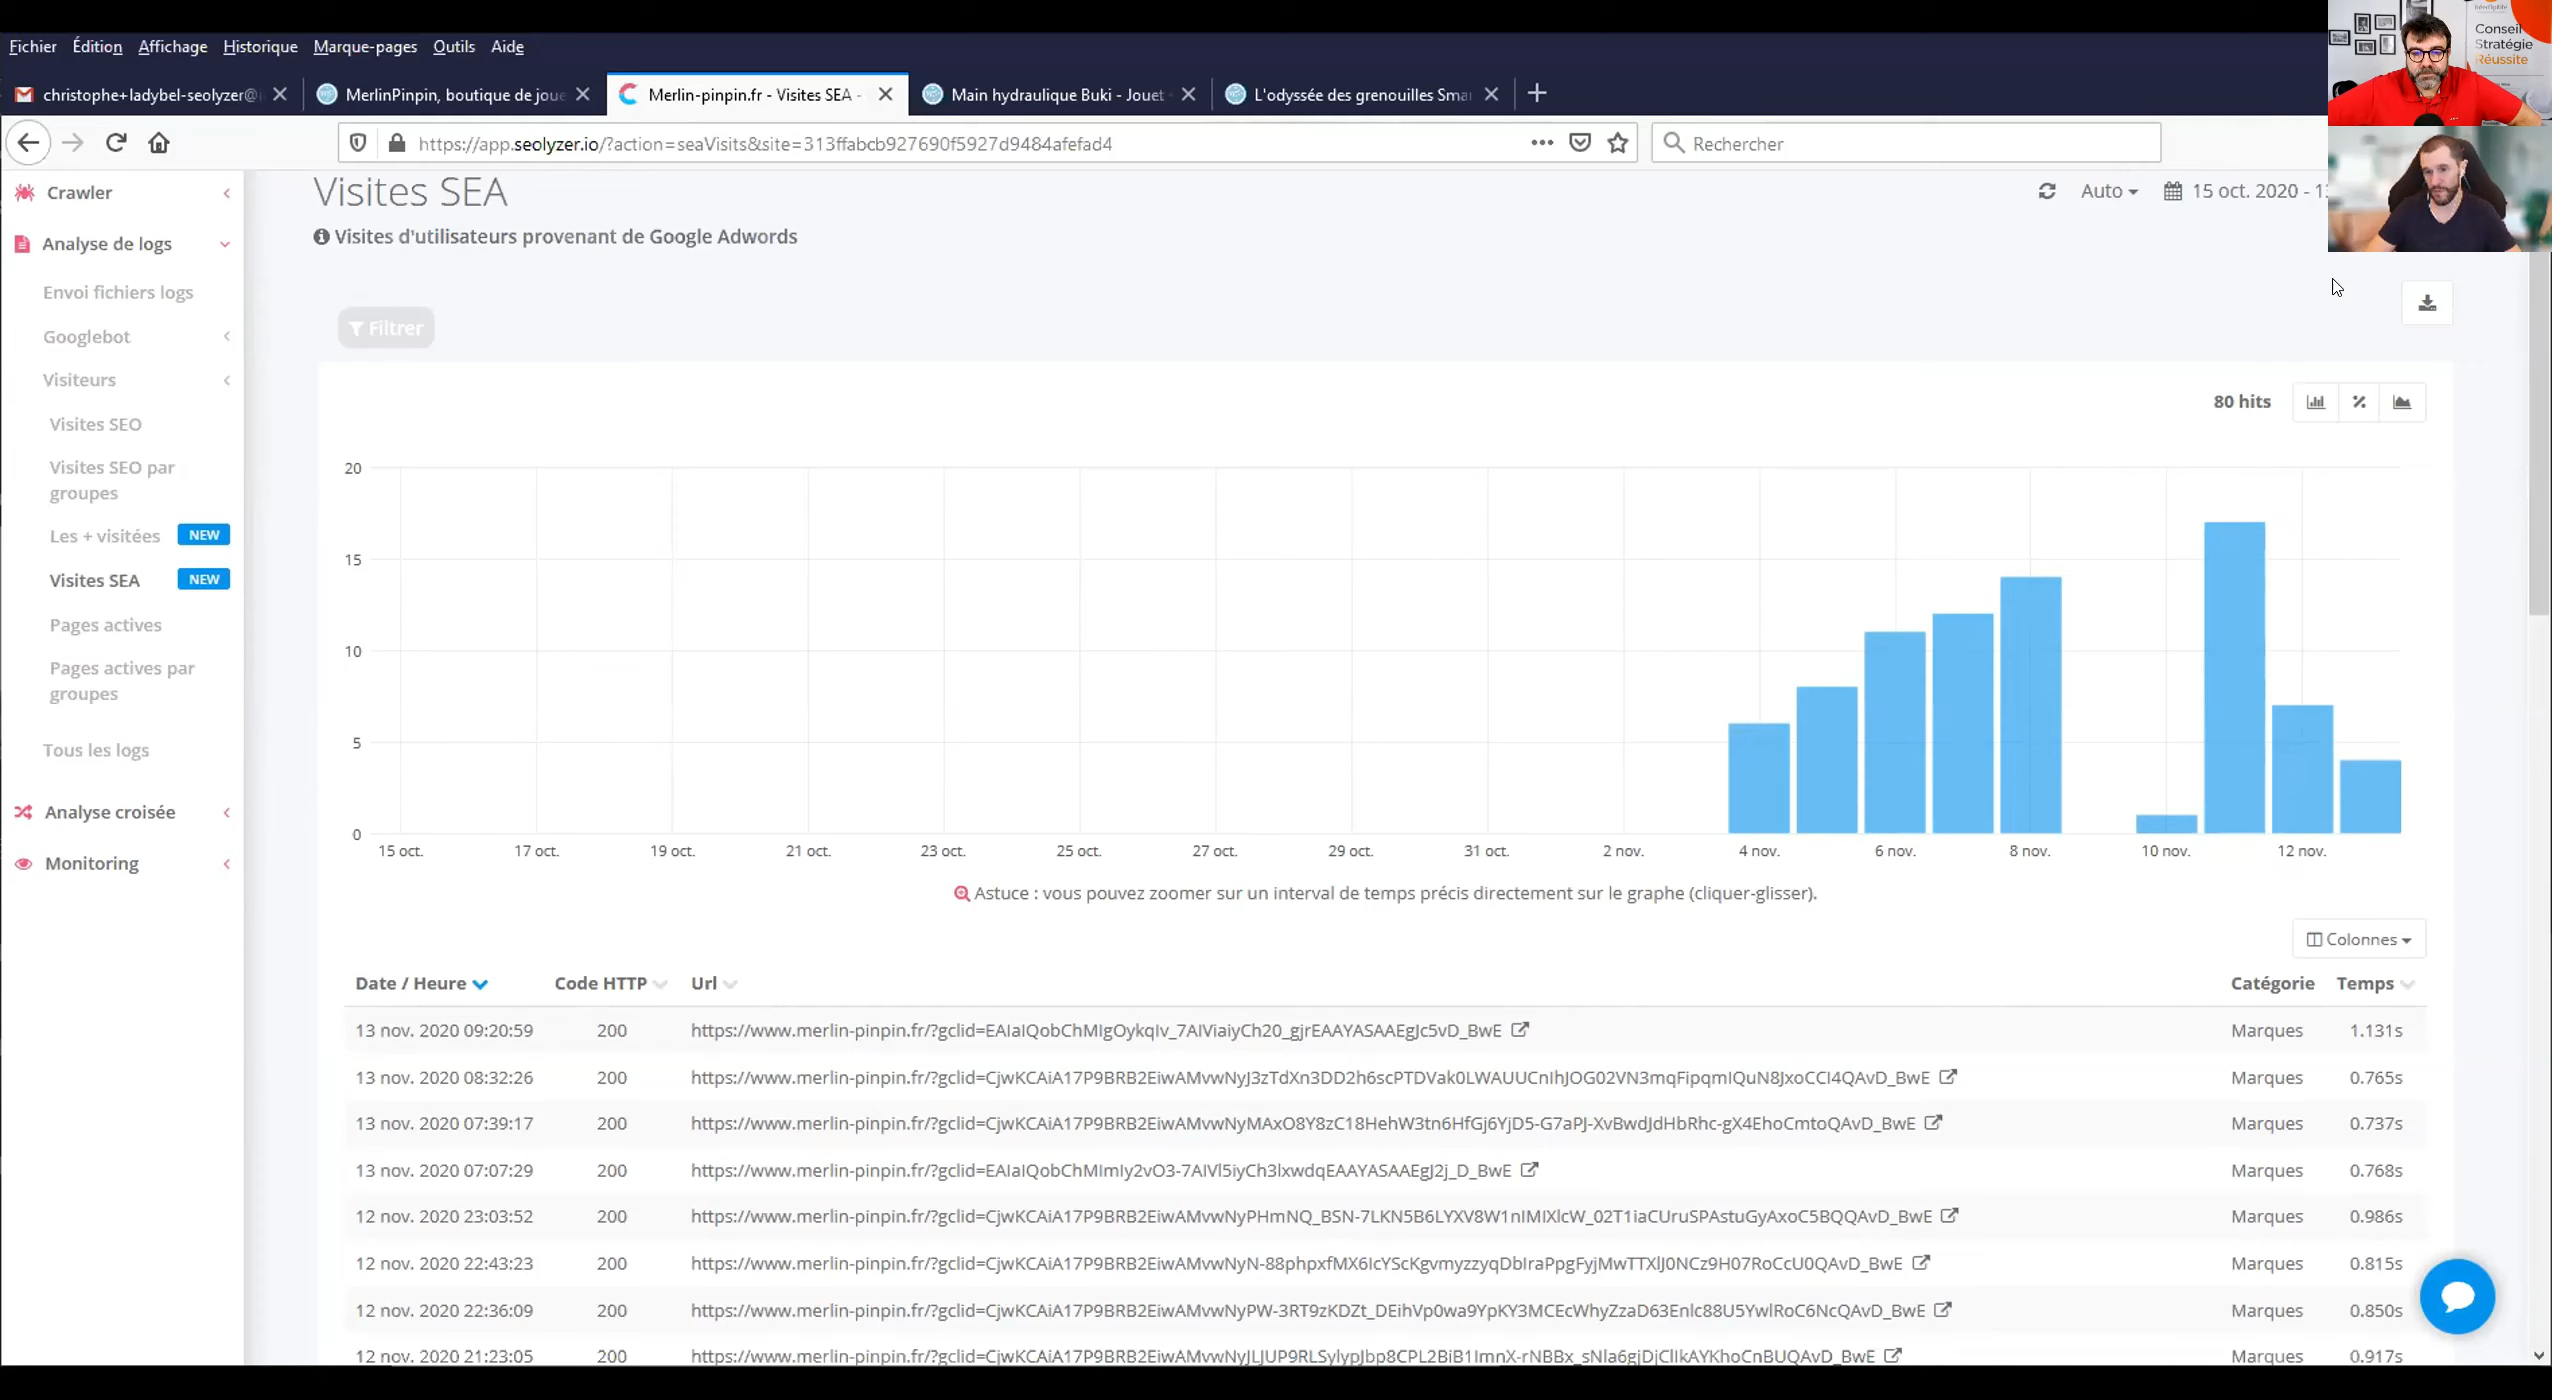 Fichier Édition Affichage Historique Marque-pages Outils Aide
christophe+ladybel-seolyzer@
MerlinPinpin, boutique de joue
Merlin-pinpin.fr - Visites SEA -
Main hydraulique Buki - Jouet
L'odyssée des grenouilles Smar
https://app.seolyzer.io/?action=seaVisits&site=313ffabcb927690f5927d9484afefad4
Rechercher
Conseil
Stratégie
Réussite
Crawler
Analyse de logs
Envoi fichiers logs
Googlebot
Visiteurs
Visites SEO
Visites SEO par
groupes
Les + visitées NEW
Visites SEA NEW
Pages actives
Pages actives par
groupes
Tous les logs
Analyse croisée
Monitoring
Visites SEA
Auto
15 oct. 2020 - 1
Visites d'utilisateurs provenant de Google Adwords
Filtrer
80 hits
20
15
10
5
0
15 oct. 17 oct. 19 oct. 21 oct. 23 oct. 25 oct. 27 oct. 29 oct. 31 oct. 2 nov. 4 nov. 6 nov. 8 nov. 10 nov. 12 nov.
Astuce : vous pouvez zoomer sur un interval de temps précis directement sur le graphe (cliquer-glisser).
Colonnes
Date / Heure Code HTTP Url Catégorie Temps
13 nov. 2020 09:20:59 200 https://www.merlin-pinpin.fr/?gclid=EAIaIQobChMIgOykqIv_7AIViaiyCh20_gjrEAAYASAAEgJc5vD_BwE Marques 1.131s
13 nov. 2020 08:32:26 200 https://www.merlin-pinpin.fr/?gclid=CjwKCAiA17P9BRB2EiwAMvwNyJ3zTdXn3DD2h6scPTDVak0LWAUUCnIhJOG02VN3mqFipqmIQuN8JxoCCI4QAvD_BwE Marques 0.765s
13 nov. 2020 07:39:17 200 https://www.merlin-pinpin.fr/?gclid=CjwKCAiA17P9BRB2EiwAMvwNyMAxO8Y8zC18HehW3tn6HfGj6YjD5-G7aPJ-XvBwdJdHbRhc-gX4EhoCmtoQAvD_BwE Marques 0.737s
13 nov. 2020 07:07:29 200 https://www.merlin-pinpin.fr/?gclid=EAIaIQobChMImIy2vO3-7AIVl5iyCh3lxwdqEAAYASAAEgJ2j_D_BwE Marques 0.768s
12 nov. 2020 23:03:52 200 https://www.merlin-pinpin.fr/?gclid=CjwKCAiA17P9BRB2EiwAMvwNyPHmNQ_BSN-7LKN5B6LYXV8W1nIMIXlcW_02T1iaCUruSPAstuGyAxoC5BQQAvD_BwE Marques 0.986s
12 nov. 2020 22:43:23 200 https://www.merlin-pinpin.fr/?gclid=CjwKCAiA17P9BRB2EiwAMvwNyN-88phpxfMX6IcYScKgvmyzzyqDbIraPpgFyjMwTTXlJ0NCz9H07RoCcU0QAvD_BwE Marques 0.815s
12 nov. 2020 22:36:09 200 https://www.merlin-pinpin.fr/?gclid=CjwKCAiA17P9BRB2EiwAMvwNyPW-3RT9zKDZt_DEihVp0wa9YpKY3MCEcWhyZzaD63Enlc88U5YwlRoC6NcQAvD_BwE Marques 0.850s
12 nov. 2020 21:23:05 200 https://www.merlin-pinpin.fr/?gclid=CjwKCAiA17P9BRB2EiwAMvwNyJLJUP9RLSylypJbp8CPL2BiB1ImnX-rNBBx_sNla6gjDjClIkAYKhoCnBUQAvD_BwE Marques 0.917s